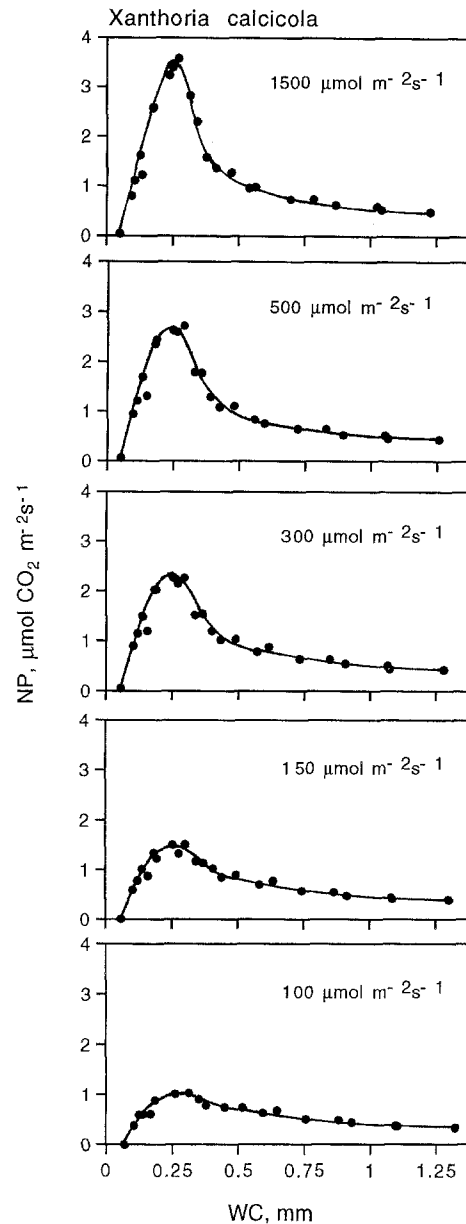 Xanthoria calcicola
4
3
2
1
0
1500 μmol m- 2s- 1
4
3
2
1
0
500 μmol m- 2s- 1
4
3
2
1
0
300 μmol m- 2s- 1
4
3
2
1
0
150 μmol m- 2s- 1
4
3
2
1
0
100 μmol m- 2s- 1
NP, μmol CO₂ m⁻²s⁻¹
0 0.25 0.5 0.75 1 1.25
WC, mm